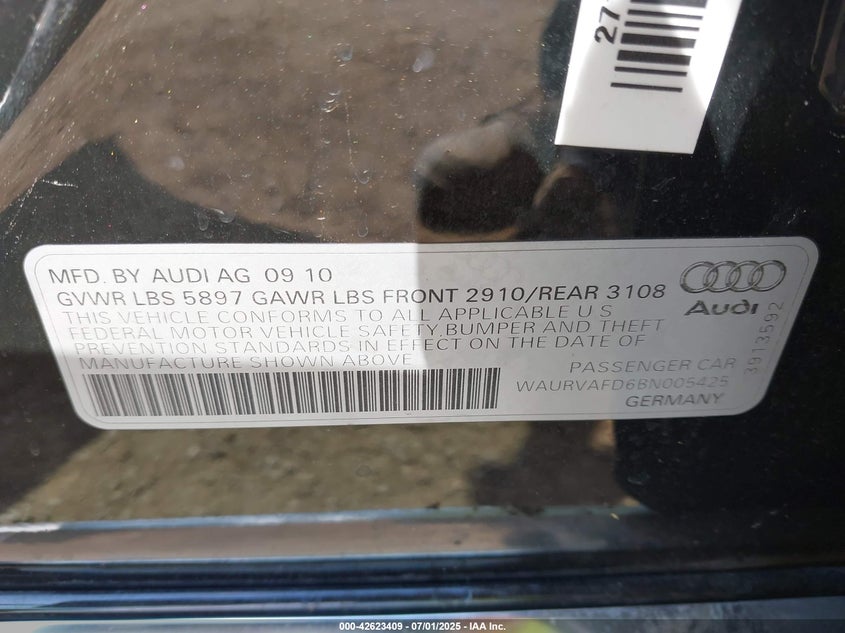 27
MFD. BY AUDI AG 09 10
GVWR LBS 5897 GAWR LBS FRONT 2910/REAR 3108
THIS VEHICLE CONFORMS TO ALL APPLICABLE U S
FEDERAL MOTOR VEHICLE SAFETY, BUMPER AND THEFT
PREVENTION STANDARDS IN EFFECT ON THE DATE OF
MANUFACTURE SHOWN ABOVE
PASSENGER CAR
WAURVAFD6BN005425
GERMANY
Audi
3913592
000-42623409 - 07/01/2025 - IAA Inc.